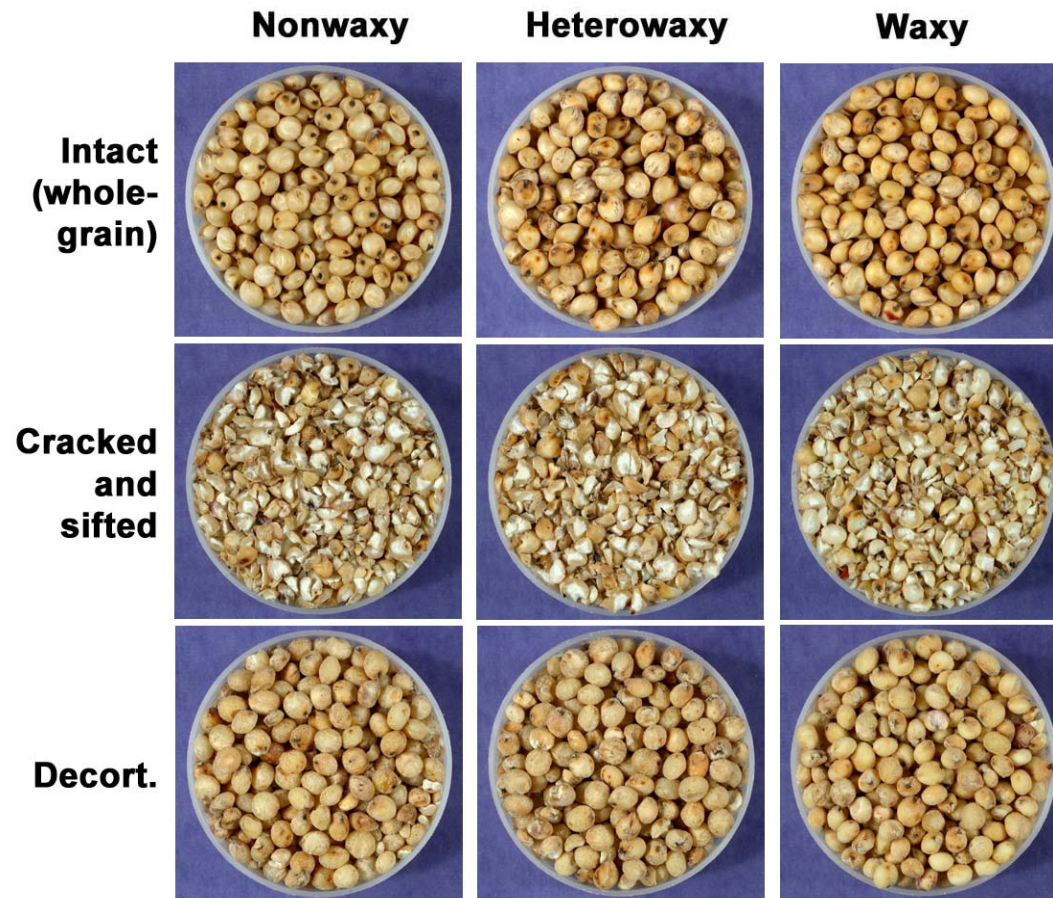 Nonwaxy Heterowaxy Waxy
Intact
(whole-
grain)
Cracked
and
sifted
Decort.